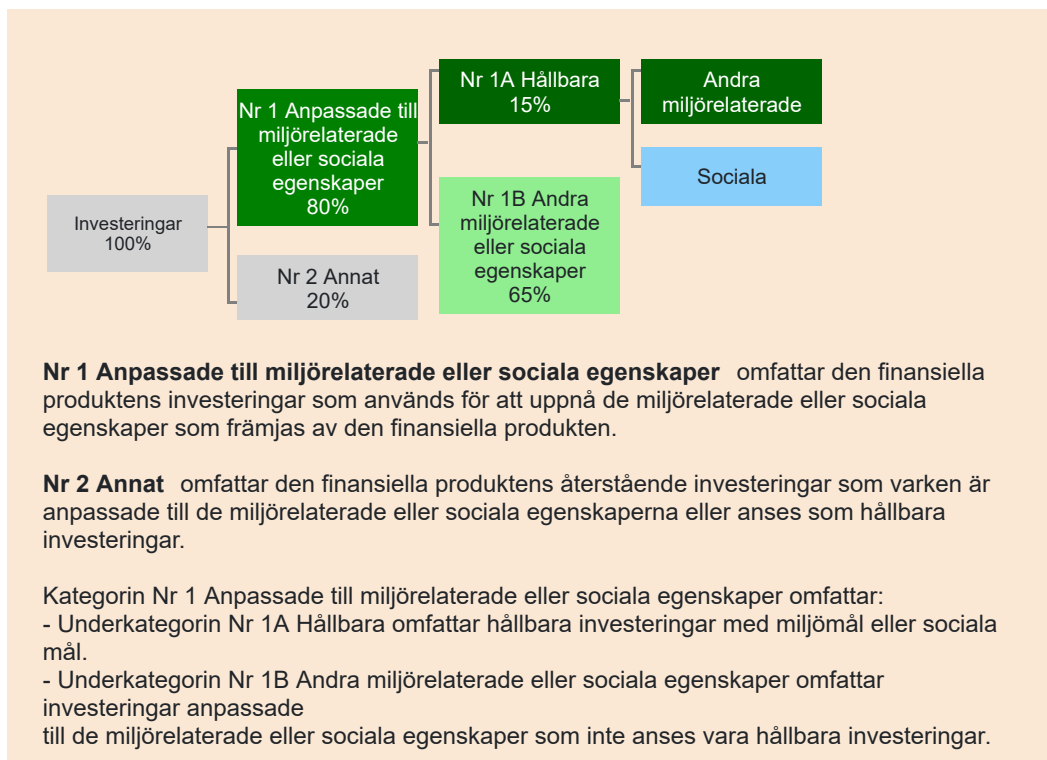 Investeringar
100%
Nr 1 Anpassade till
miljörelaterade
eller sociala
egenskaper
80%
Nr 2 Annat
20%
Nr 1A Hållbara
15%
Nr 1B Andra
miljörelaterade
eller sociala
egenskaper
65%
Andra
miljörelaterade
Sociala
Nr 1 Anpassade till miljörelaterade eller sociala egenskaper omfattar den finansiella
produktens investeringar som används för att uppnå de miljörelaterade eller sociala
egenskaper som främjas av den finansiella produkten.
Nr 2 Annat omfattar den finansiella produktens återstående investeringar som varken är
anpassade till de miljörelaterade eller sociala egenskaperna eller anses som hållbara
investeringar.
Kategorin Nr 1 Anpassade till miljörelaterade eller sociala egenskaper omfattar:
- Underkategorin Nr 1A Hållbara omfattar hållbara investeringar med miljömål eller sociala
mål.
- Underkategorin Nr 1B Andra miljörelaterade eller sociala egenskaper omfattar
investeringar anpassade
till de miljörelaterade eller sociala egenskaper som inte anses vara hållbara investeringar.